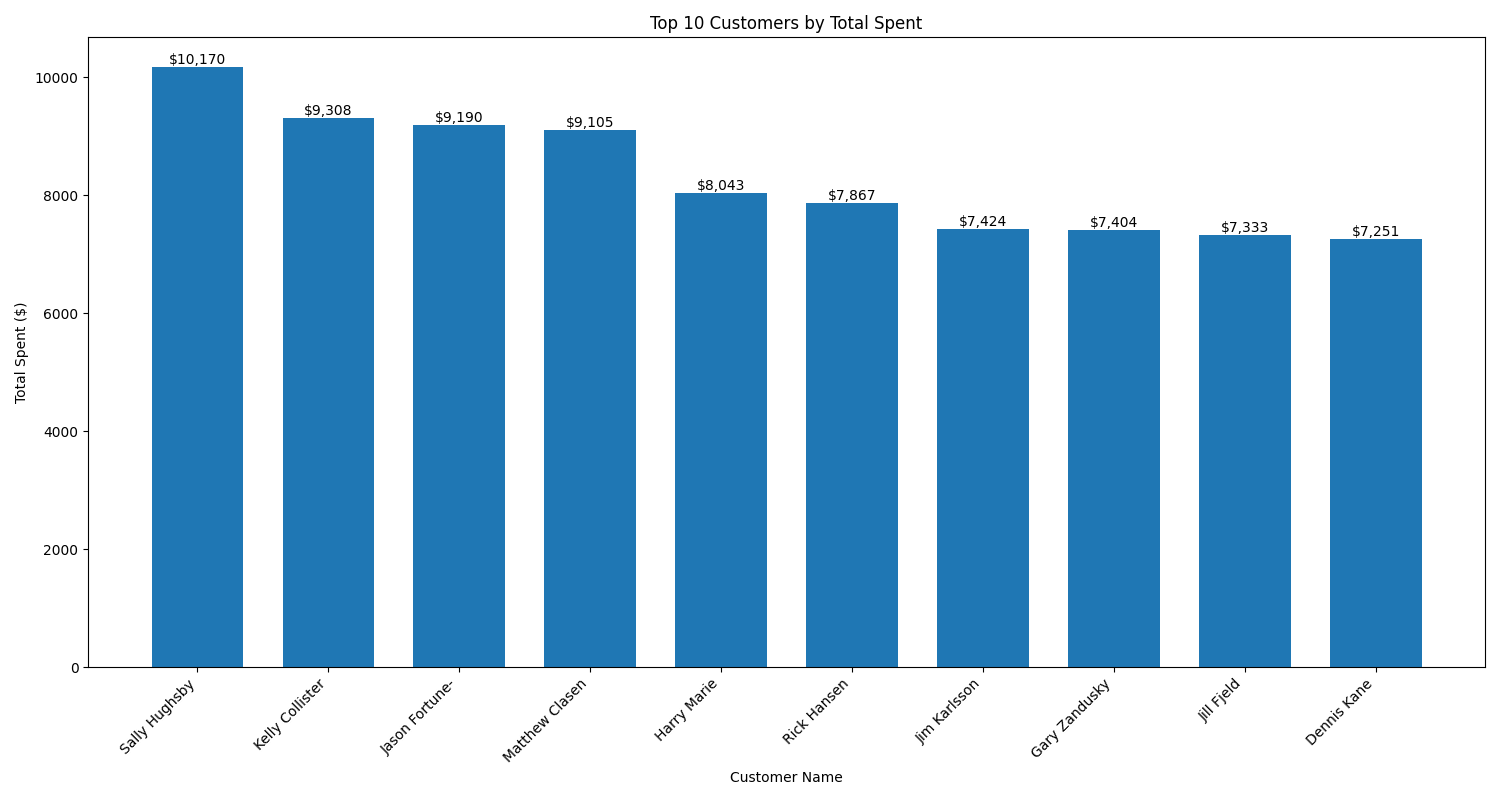 Top 10 Customers by Total Spent
$10,170
$9,308
$9,190
$9,105
$8,043
$7,867
$7,424
$7,404
$7,333
$7,251
10000
8000
6000
4000
2000
0
Total Spent ($)
Sally Hughsby
Kelly Collister
Jason Fortune-
Matthew Clasen
Harry Marie
Rick Hansen
Jim Karlsson
Gary Zandusky
Jill Fjeld
Dennis Kane
Customer Name